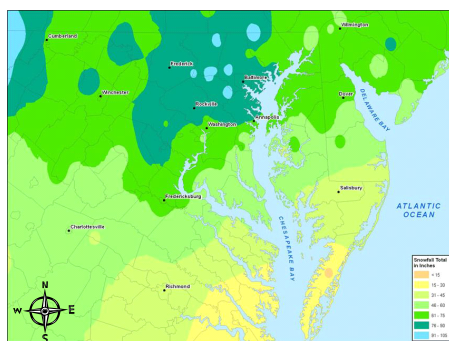 Wilmington
Cumberland
Frederick
Baltimore
Winchester
Dover
Rockville
DELAWARE BAY
Annapolis
Washington
Salisbury
Fredericksburg
ATLANTIC
OCEAN
CHESAPEAKE BAY
Charlottesville
Richmond
Snowfall Total
in Inches
< 15
15 - 30
31 - 45
46 - 60
61 - 75
76 - 90
91 - 105
N
W E
S